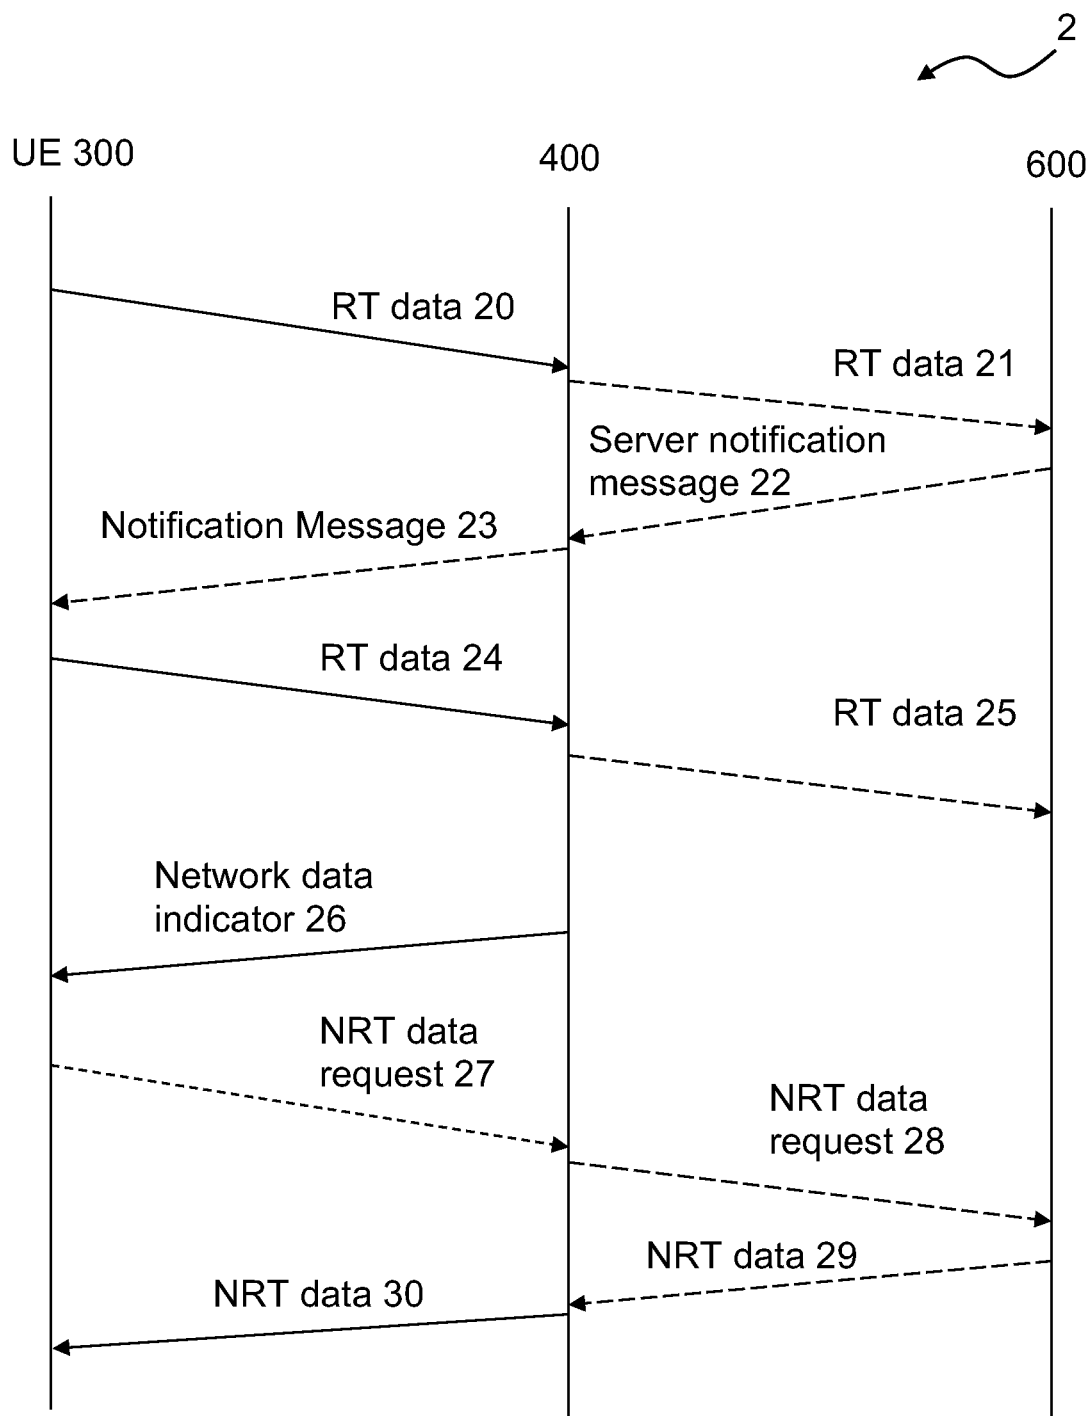 2
UE 300
400
600
RT data 20
RT data 21
Server notification
message 22
Notification Message 23
RT data 24
RT data 25
Network data
indicator 26
NRT data
request 27
NRT data
request 28
NRT data 29
NRT data 30